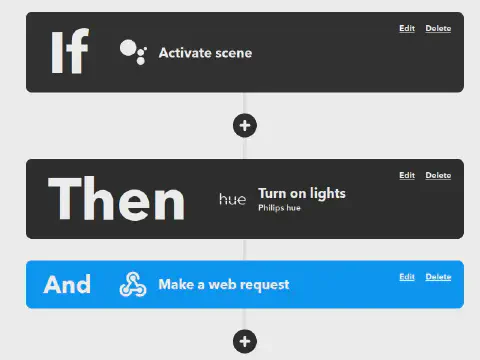 If
Activate scene
Edit Delete
Then
hue
Turn on lights
Philips hue
Edit Delete
And
Make a web request
Edit Delete